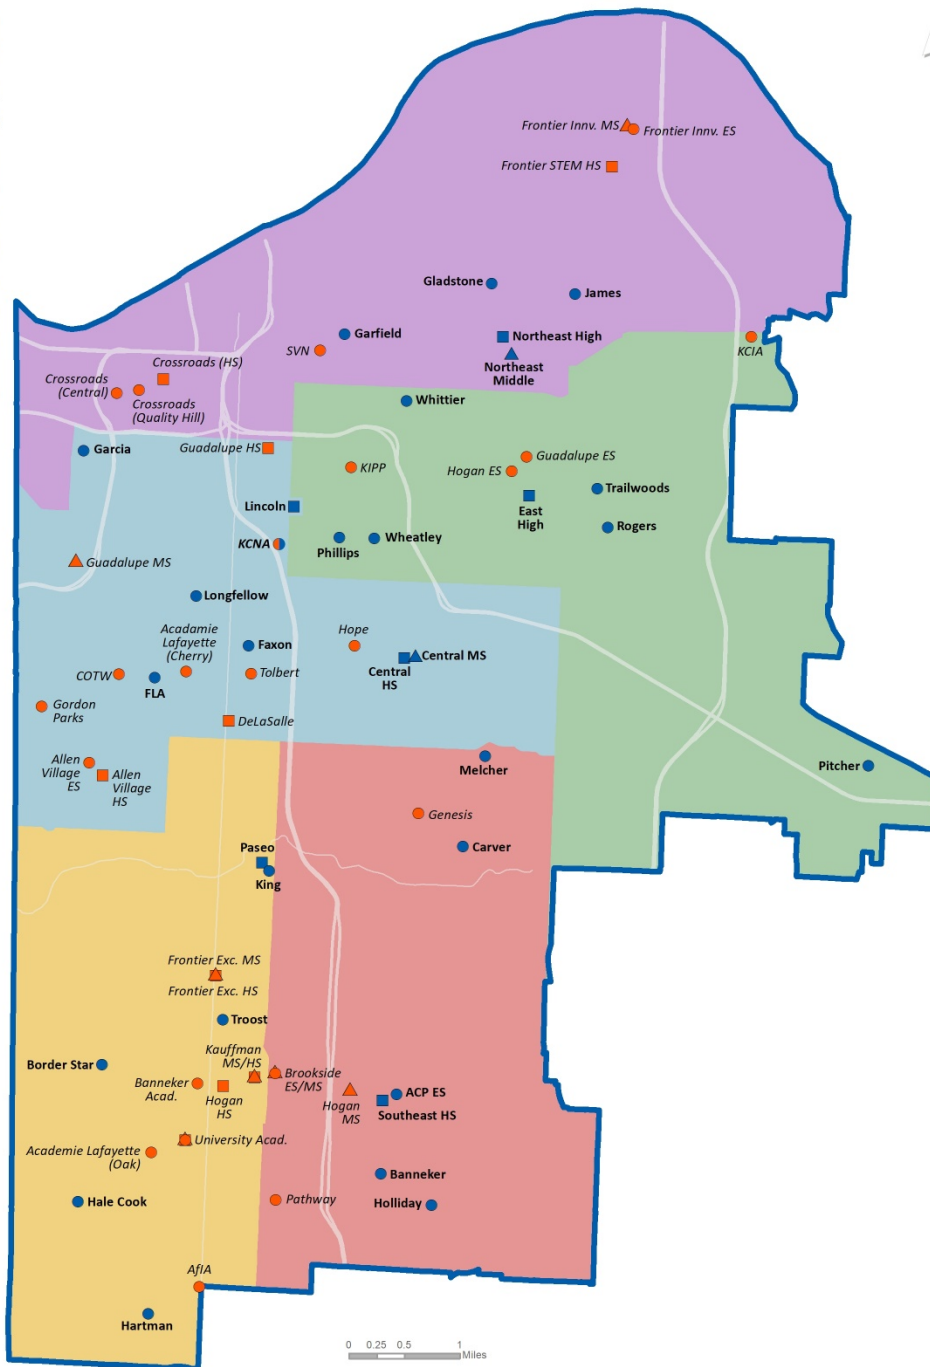 Frontier Innv. MS
Frontier Innv. ES
Frontier STEM HS
Gladstone
James
Garfield
Northeast High
SVN
KCIA
Northeast
Middle
Crossroads (HS)
Crossroads
(Central)
Crossroads
(Quality Hill)
Whittier
Garcia
Guadalupe HS
Guadalupe ES
KIPP
Hogan ES
Trailwoods
Lincoln
East
High
Rogers
KCNA
Phillips
Wheatley
Guadalupe MS
Longfellow
Acadamie
Lafayette
(Cherry)
Faxon
Hope
Central MS
Central
HS
COTW
FLA
Tolbert
Gordon
Parks
DeLaSalle
Allen
Village
ES
Allen
Village
HS
Melcher
Pitcher
Genesis
Paseo
Carver
King
Frontier Exc. MS
Frontier Exc. HS
Troost
Kauffman
MS/HS
Border Star
Brookside
ES/MS
Banneker
Acad.
Hogan
HS
Hogan
MS
ACP ES
Southeast HS
University Acad.
Academie Lafayette
(Oak)
Banneker
Hale Cook
Pathway
Holliday
AfIA
Hartman
0 0.25 0.5 1
Miles